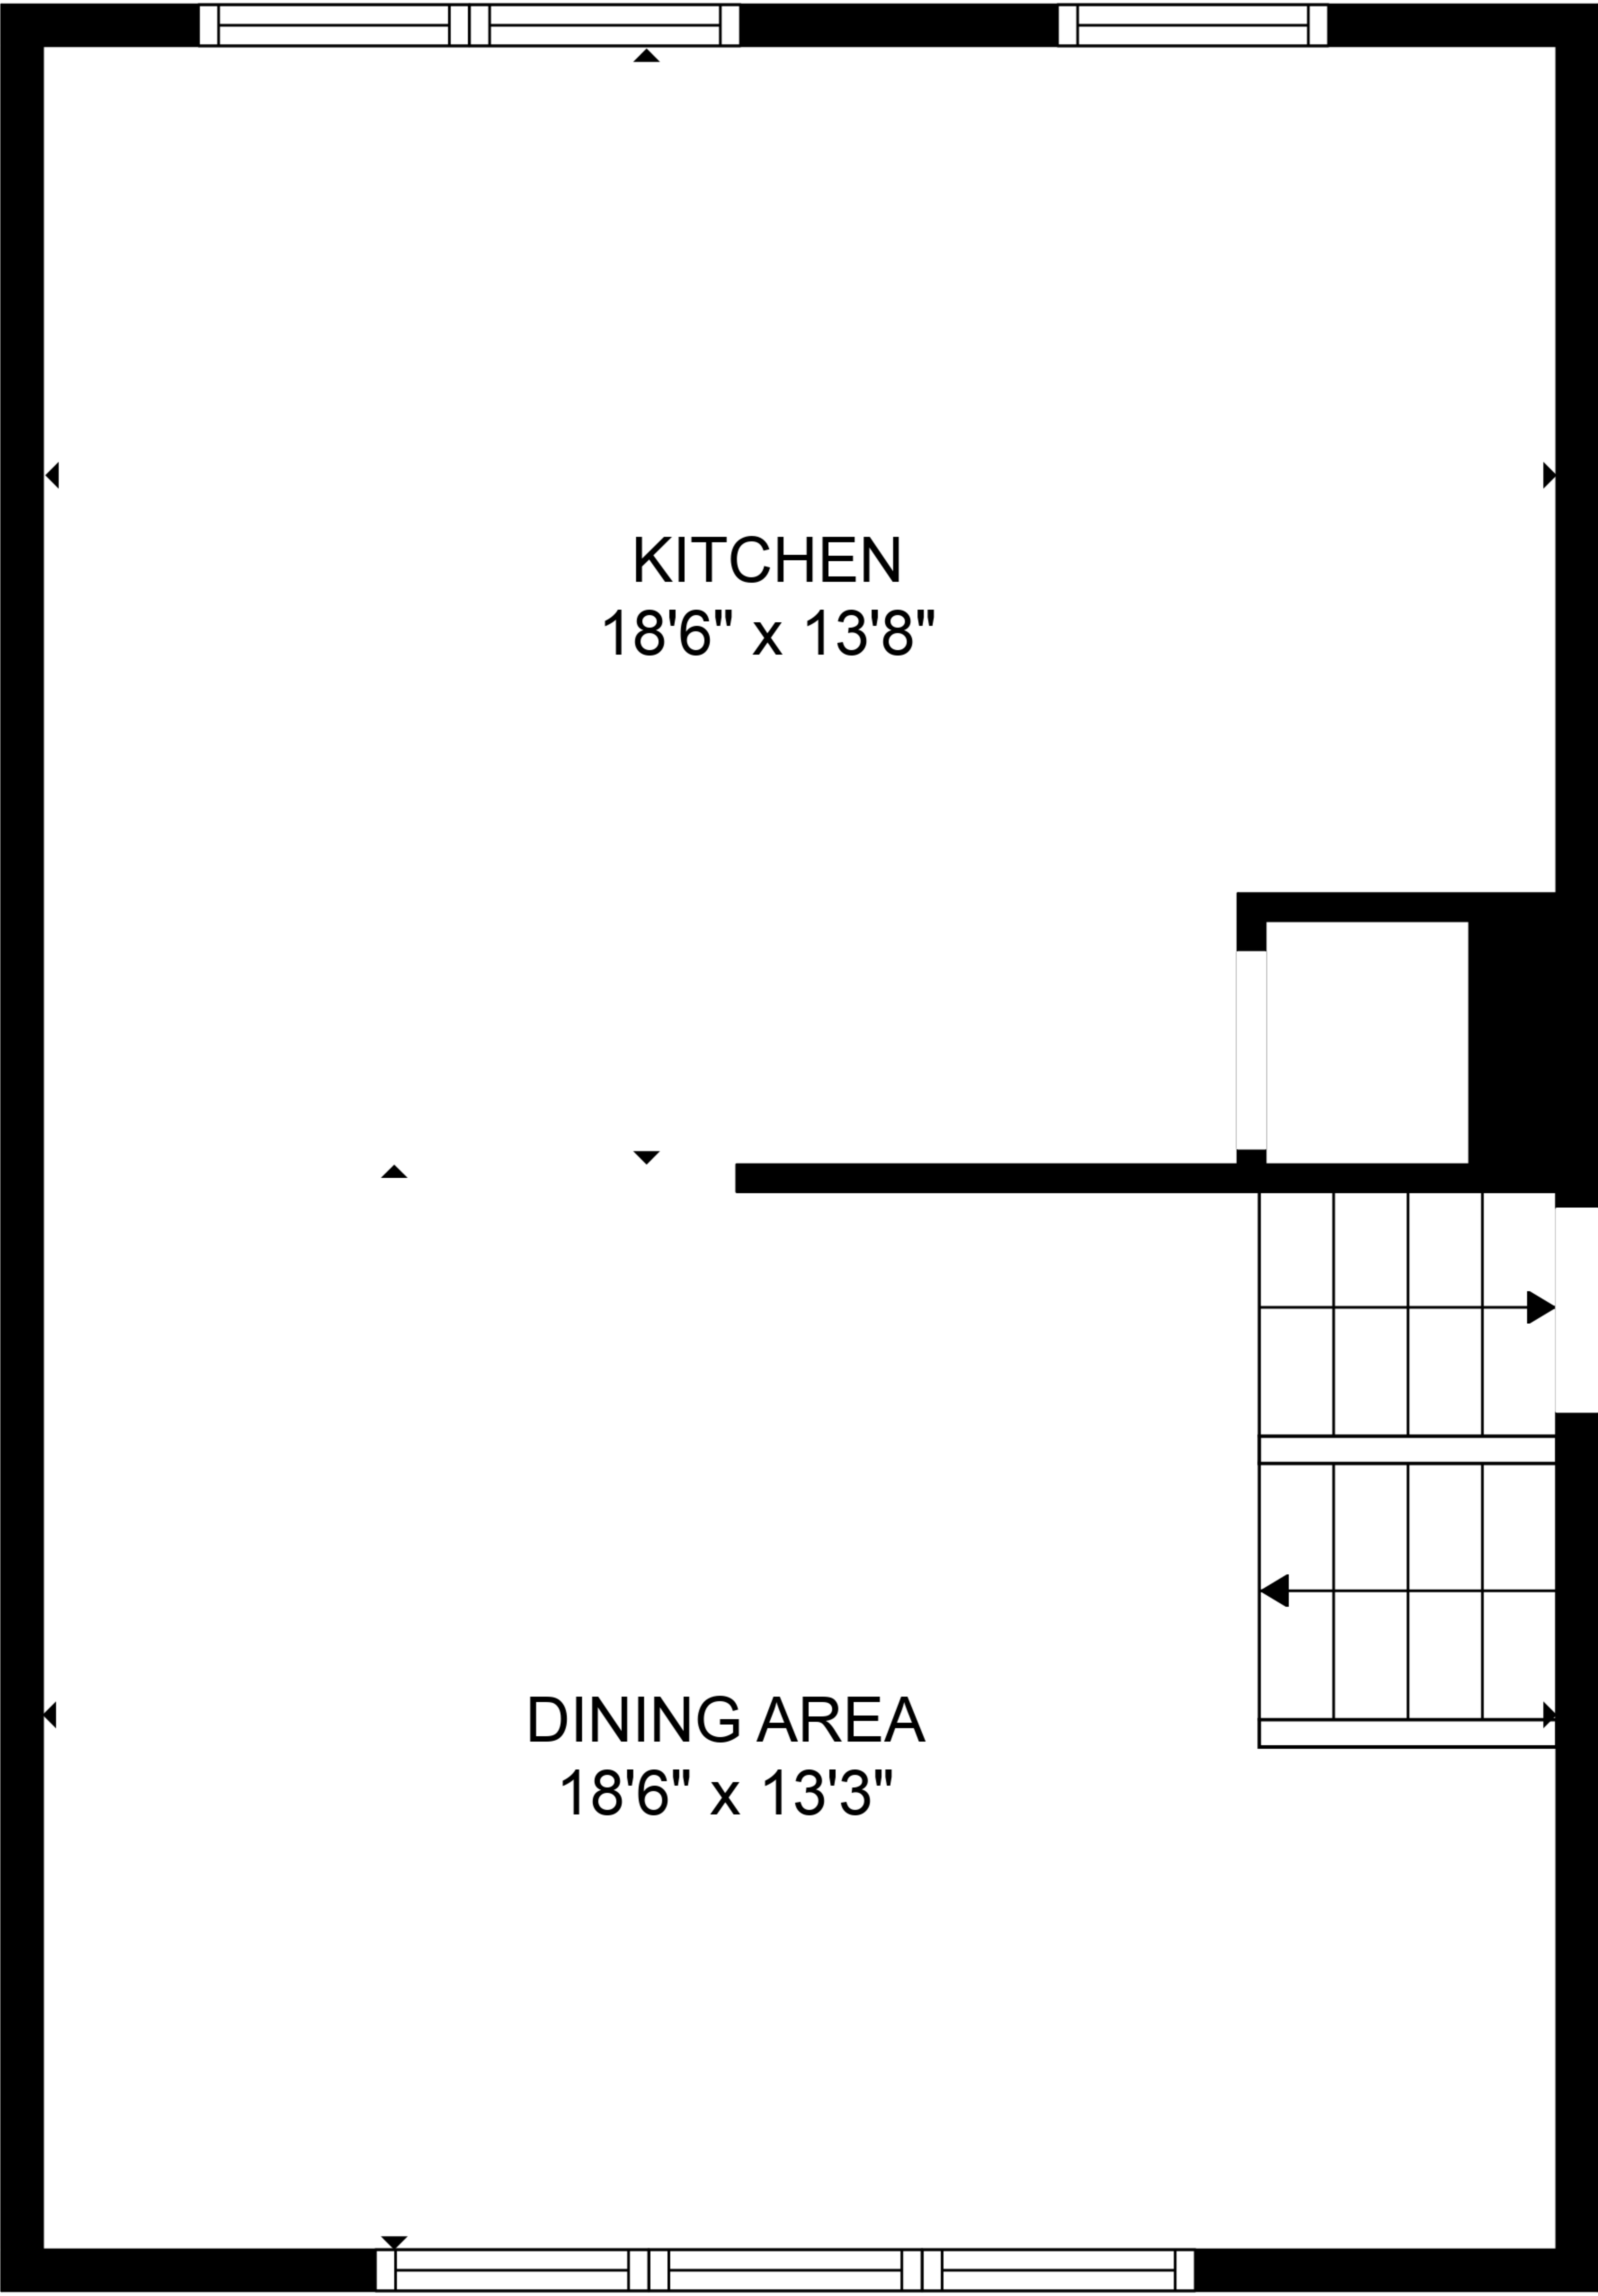 KITCHEN
18'6" x 13'8"
DINING AREA
18'6" x 13'3"